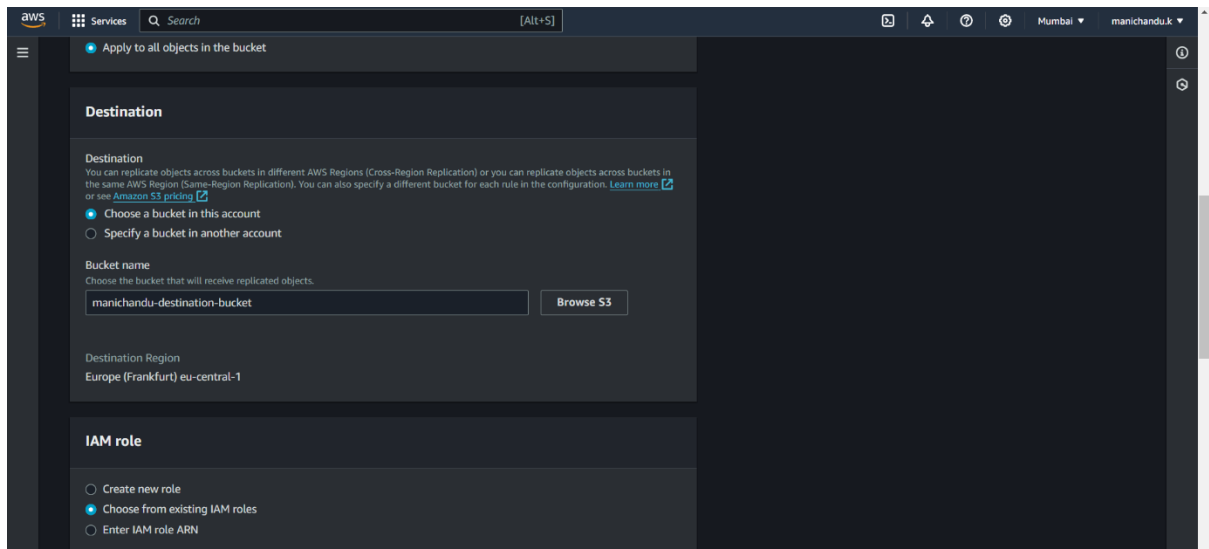 aws
Services
Search
[Alt+S]
Mumbai
manichandu.k
Apply to all objects in the bucket
Destination
Destination
You can replicate objects across buckets in different AWS Regions (Cross-Region Replication) or you can replicate objects across buckets in
the same AWS Region (Same-Region Replication). You can also specify a different bucket for each rule in the configuration. Learn more
or see Amazon S3 pricing
Choose a bucket in this account
Specify a bucket in another account
Bucket name
Choose the bucket that will receive replicated objects.
manichandu-destination-bucket
Browse S3
Destination Region
Europe (Frankfurt) eu-central-1
IAM role
Create new role
Choose from existing IAM roles
Enter IAM role ARN